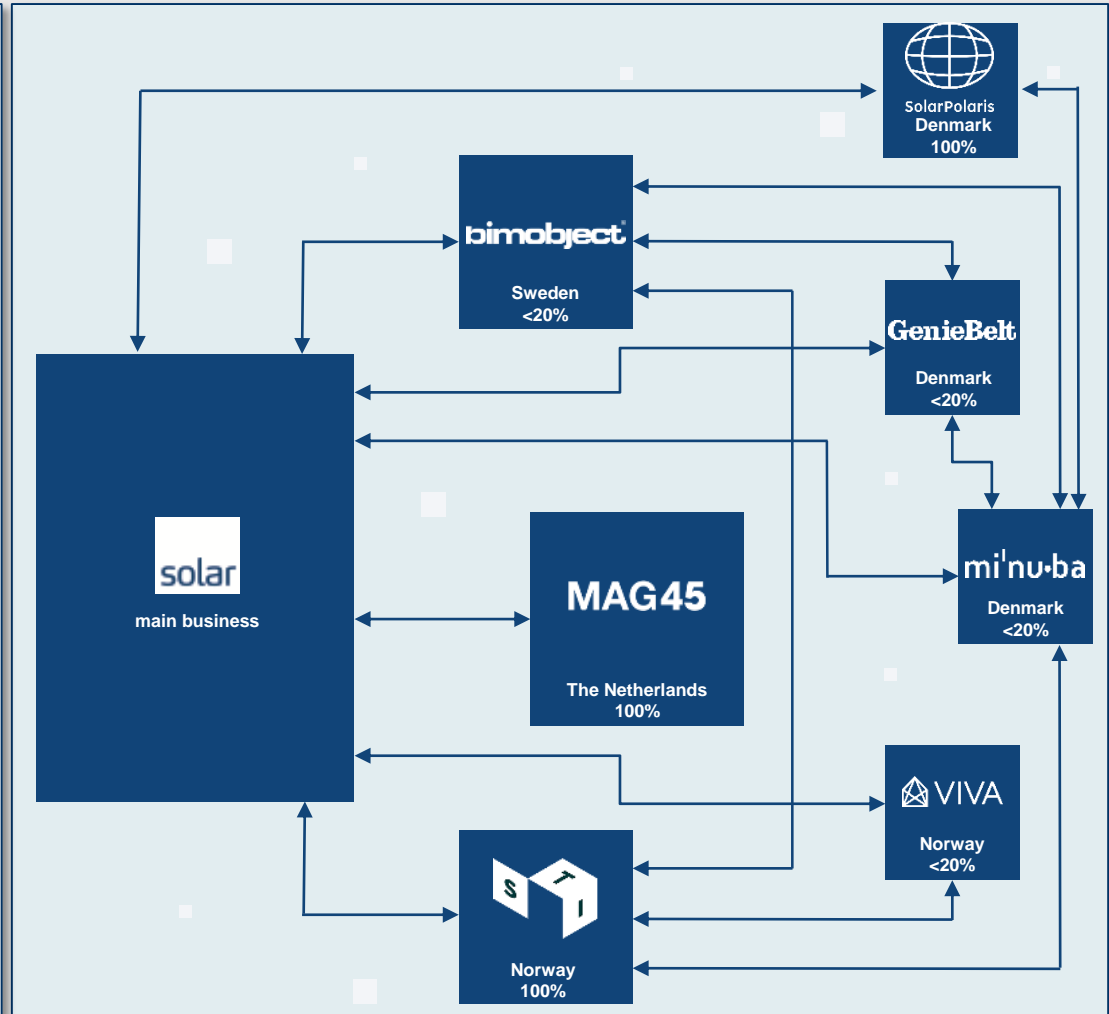 SolarPolaris
Denmark
100%
bimobject®
Sweden
<20%
GenieBelt
Denmark
<20%
solar
main business
MAG45
The Netherlands
100%
mi'nu·ba
Denmark
<20%
VIVA
Norway
<20%
S T I
Norway
100%